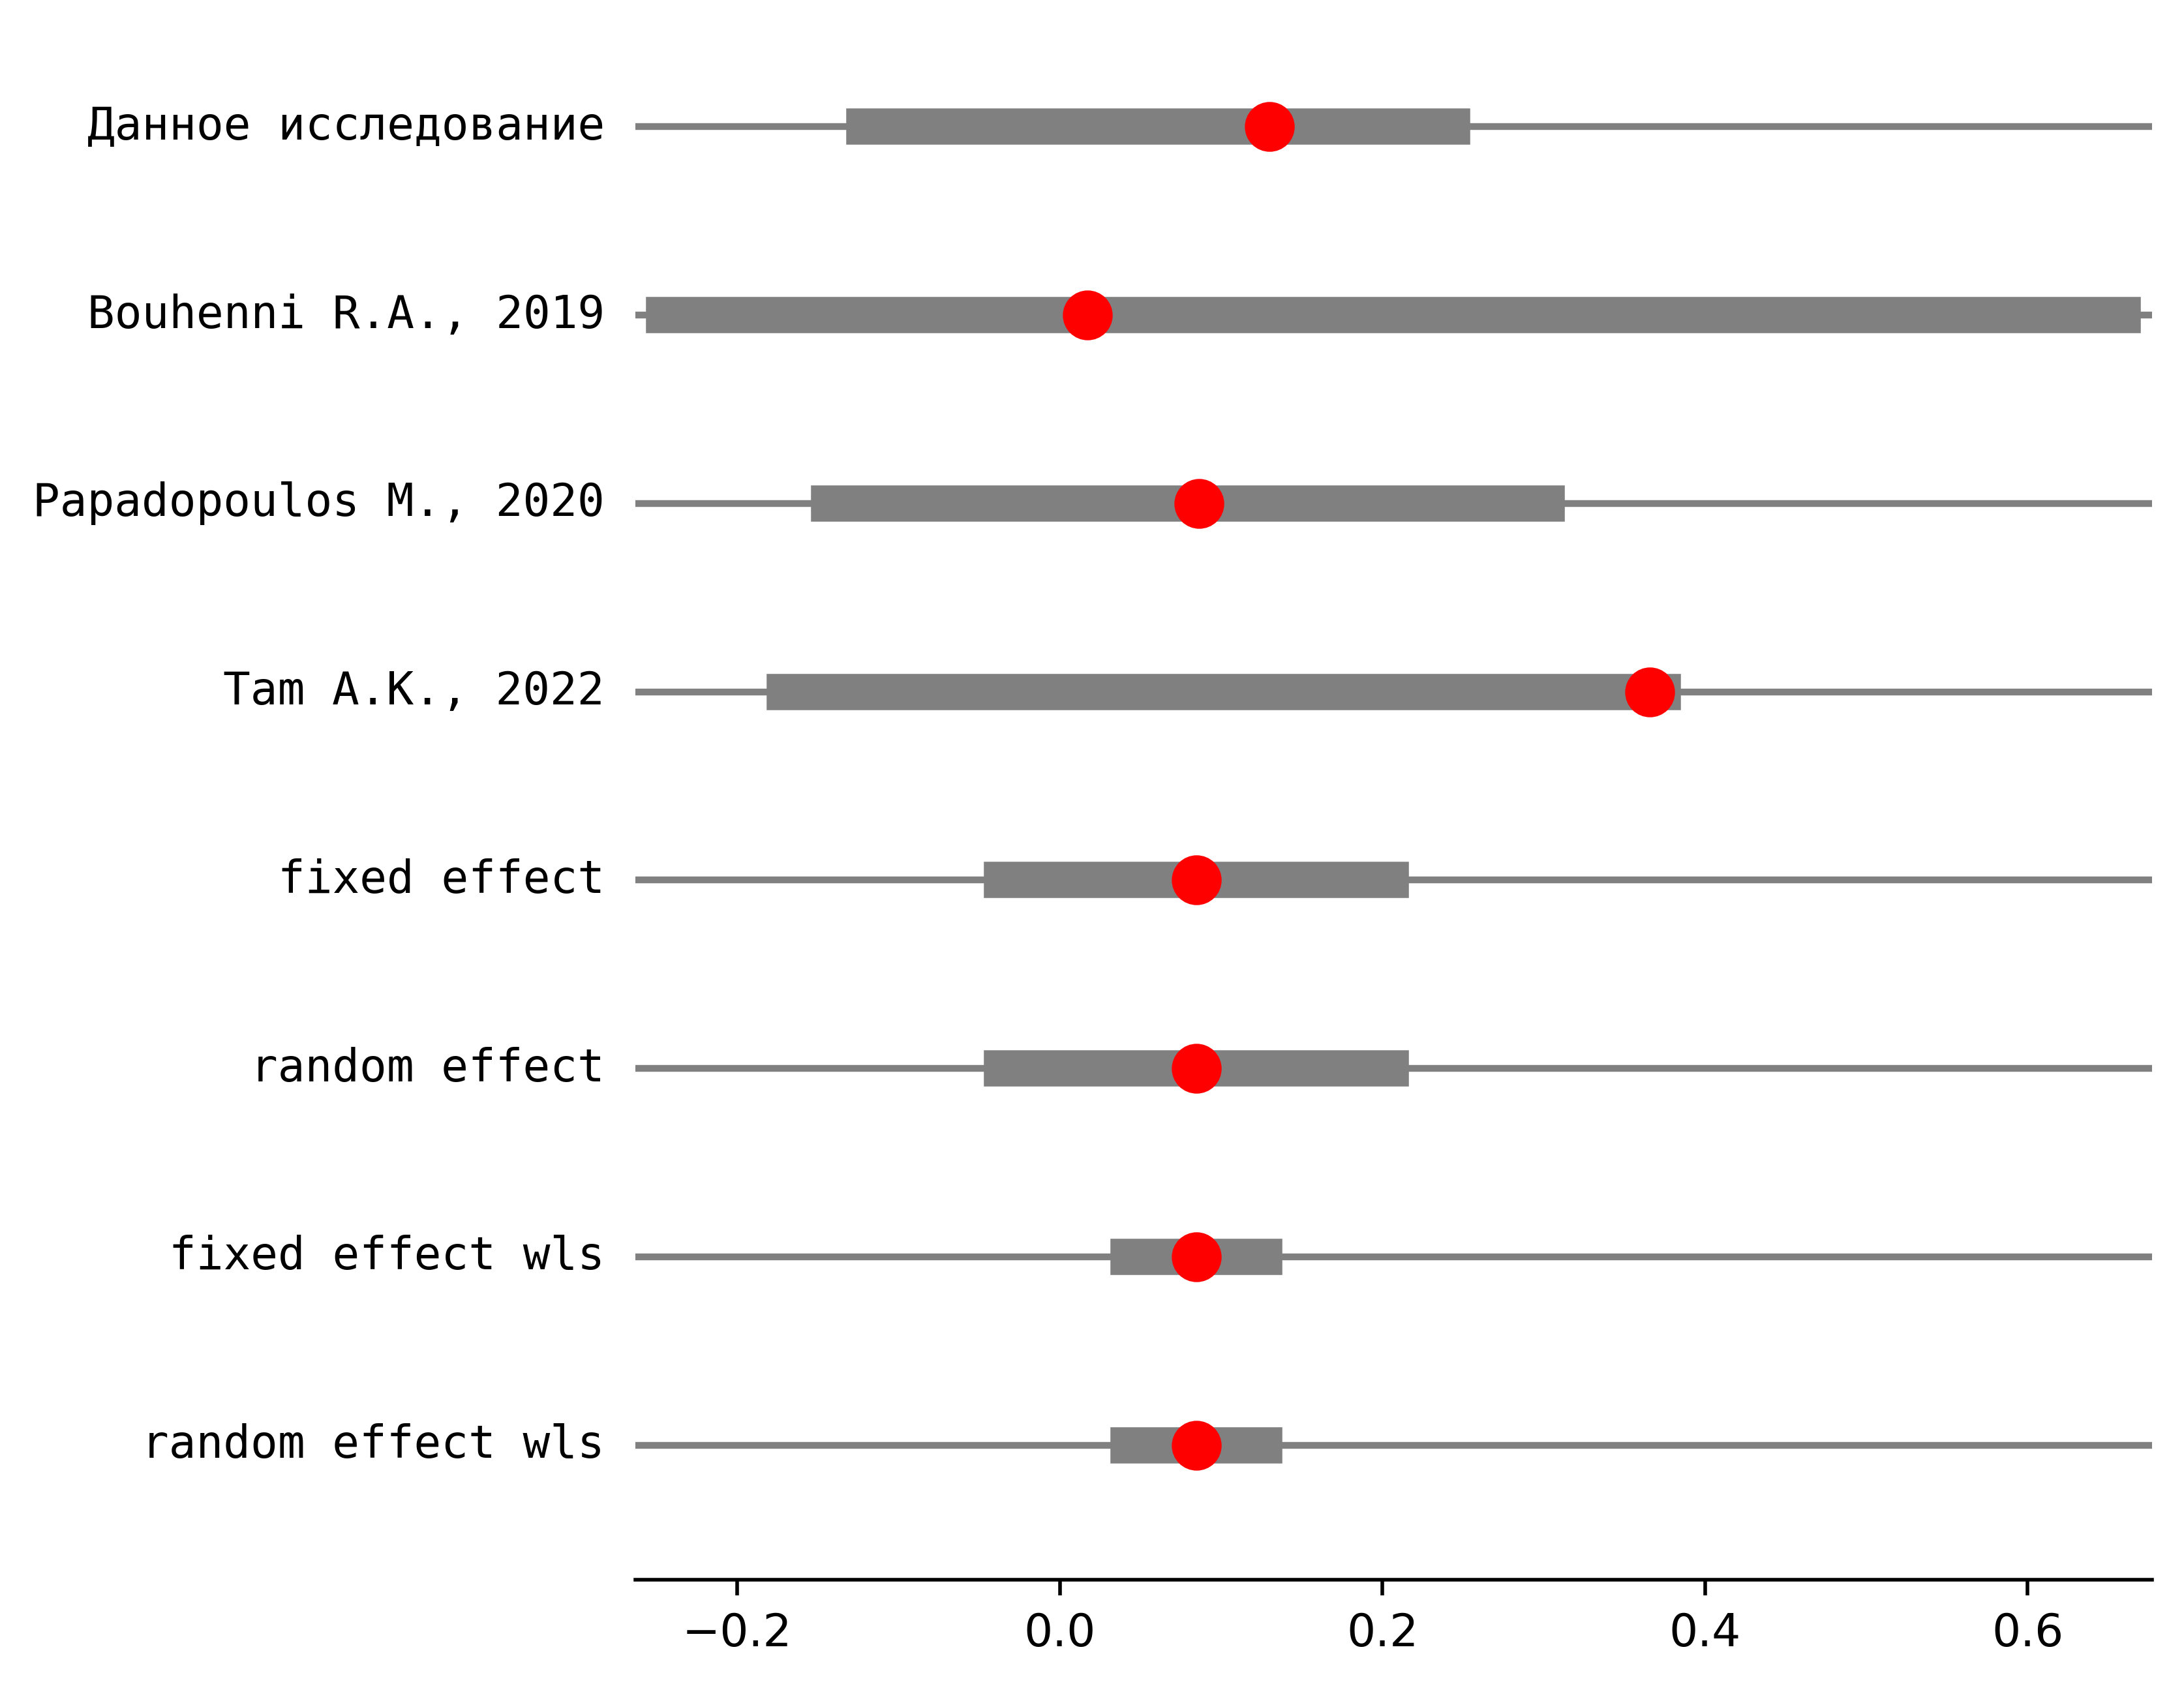 Данное исследование
Bouhenni R.A., 2019
Papadopoulos M., 2020
Tam A.K., 2022
fixed effect
random effect
fixed effect wls
random effect wls
−0.2 0.0 0.2 0.4 0.6